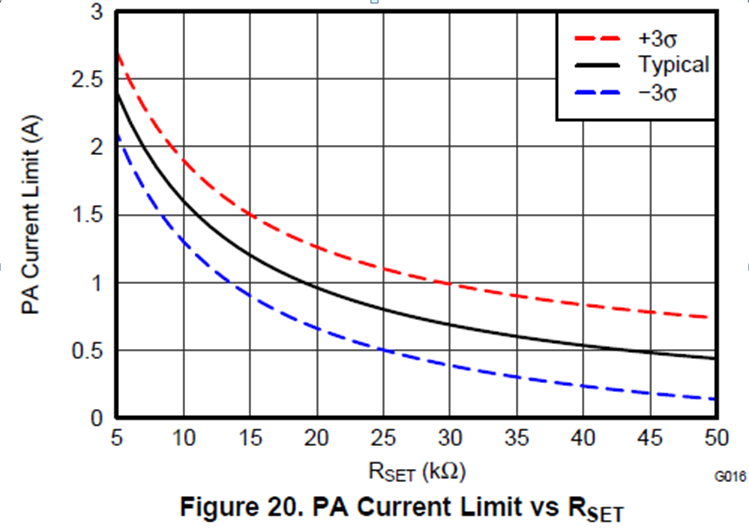 3
2.5
2
1.5
1
0.5
0
PA Current Limit (A)
+3σ
Typical
−3σ
5 10 15 20 25 30 35 40 45 50
RSET (kΩ)
G016
Figure 20. PA Current Limit vs RSET